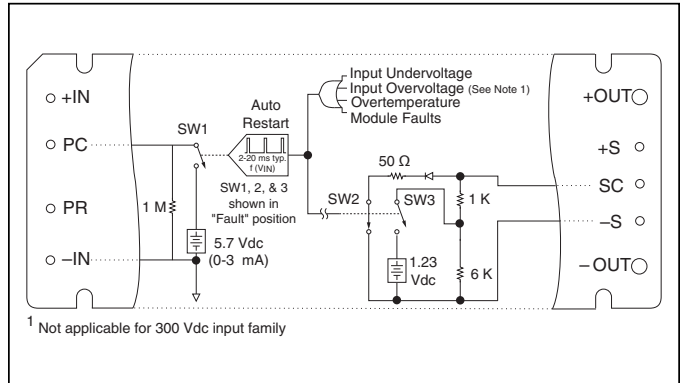 +IN
PC
PR
–IN
1 M
SW1
5.7 Vdc
(0-3 mA)
Auto
Restart
2-20 ms typ.
f (VIN)
SW1, 2, & 3
shown in
"Fault" position
Input Undervoltage
Input Overvoltage (See Note 1)
Overtemperature
Module Faults
50 Ω
SW2
SW3
1 K
1.23
Vdc
6 K
+OUT
+S
SC
–S
–OUT
1 Not applicable for 300 Vdc input family